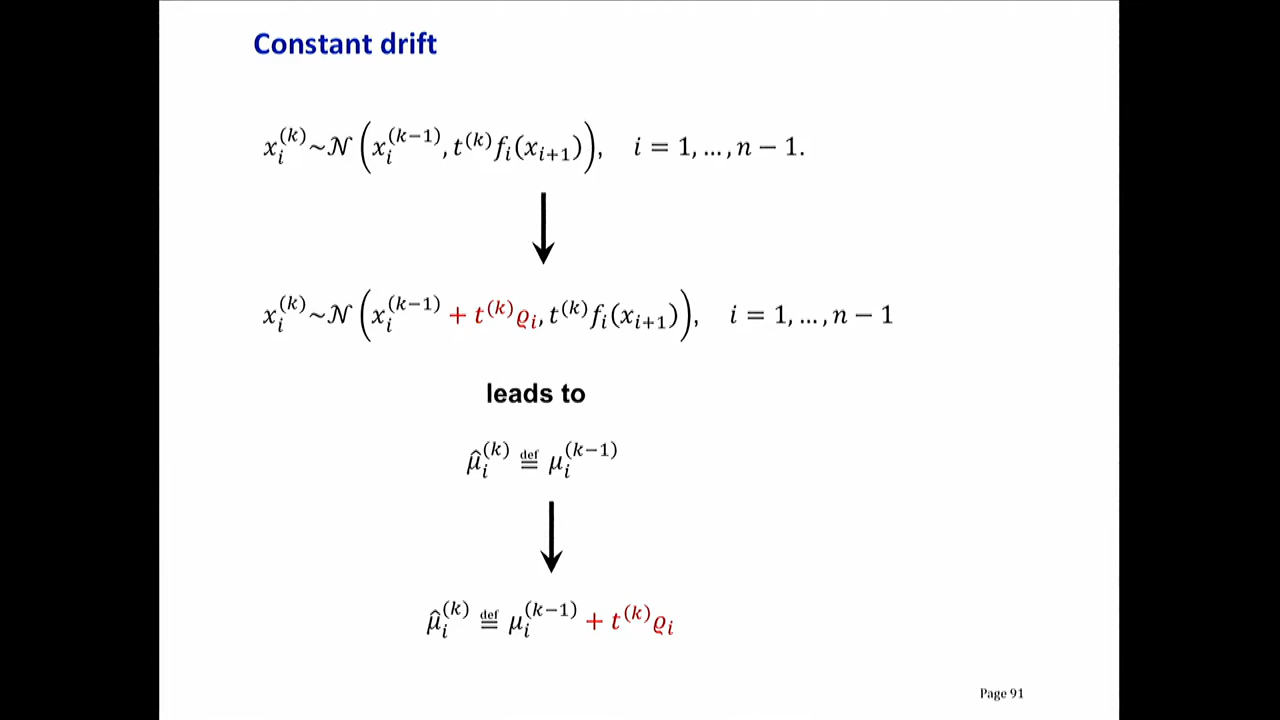 Constant drift
x_i^{(k)} ~ 𝒩(x_i^{(k−1)}, t^{(k)} f_i(x_{i+1})), i = 1, …, n − 1.
x_i^{(k)} ~ 𝒩(x_i^{(k−1)} + t^{(k)} ϱ_i, t^{(k)} f_i(x_{i+1})), i = 1, …, n − 1
leads to
μ̂_i^{(k)} ≝ μ_i^{(k−1)}
μ̂_i^{(k)} ≝ μ_i^{(k−1)} + t^{(k)} ϱ_i
Page 91